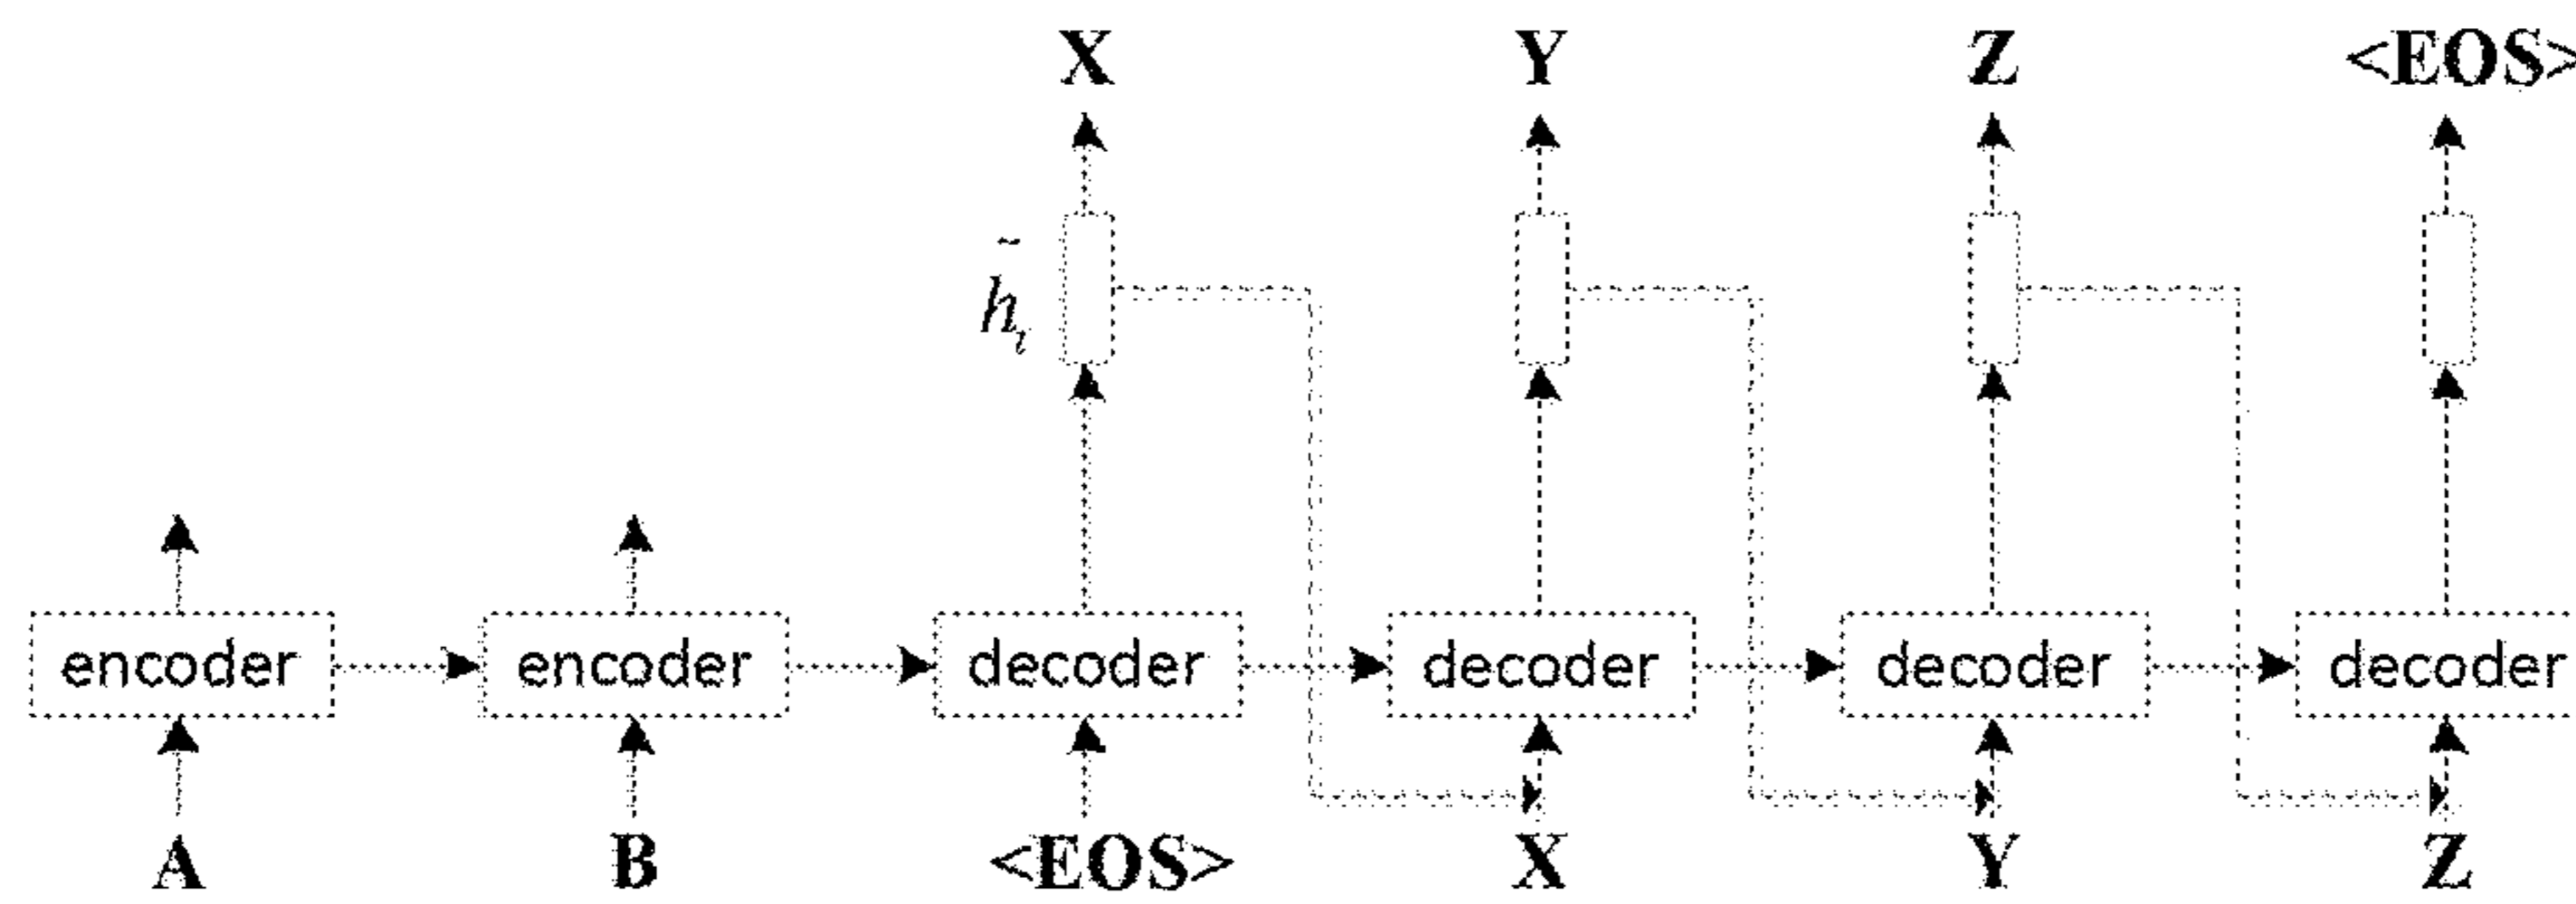 X Y Z <EOS>
h̃ᵢ
encoder encoder decoder decoder decoder decoder
A B <EOS> X Y Z